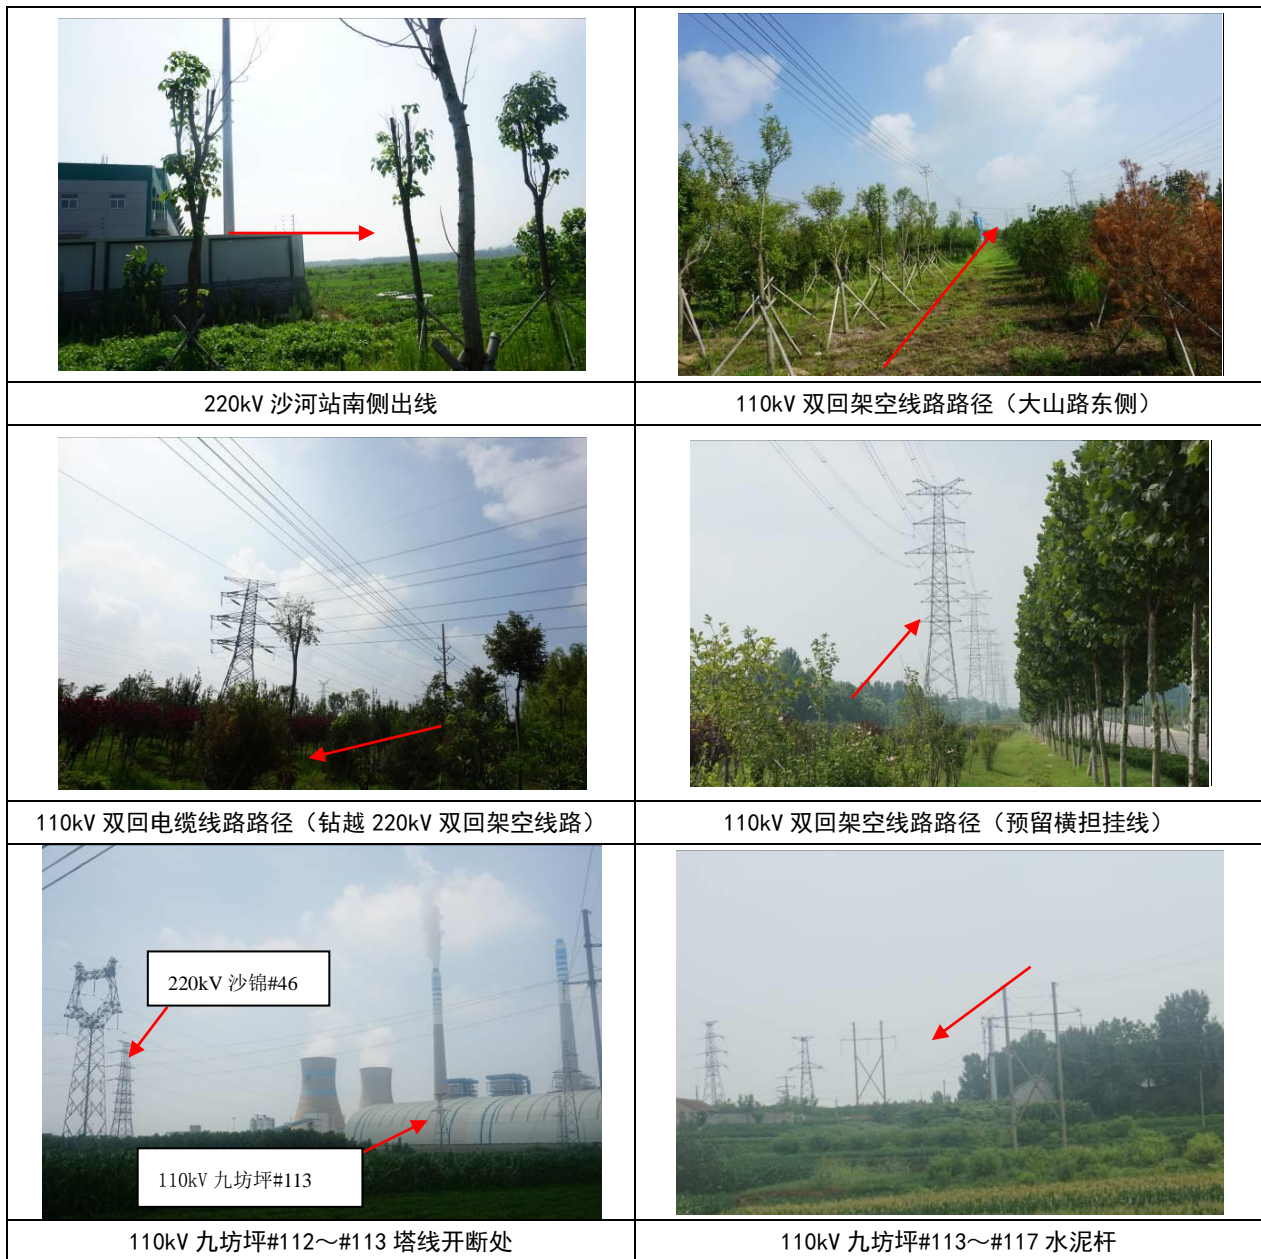 220kV 沙河站南侧出线
110kV 双回架空线路路径（大山路东侧）
110kV 双回电缆线路路径（钻越 220kV 双回架空线路）
110kV 双回架空线路路径（预留横担挂线）
220kV 沙锦#46
110kV 九坊坪#113
110kV 九坊坪#112～#113 塔线开断处
110kV 九坊坪#113～#117 水泥杆